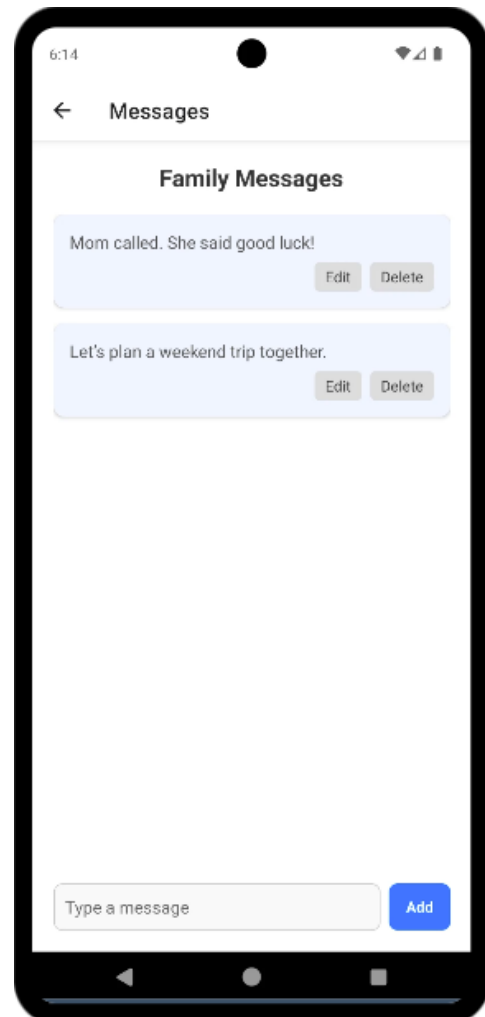 6:14
Messages
Family Messages
Mom called. She said good luck!
Edit Delete
Let's plan a weekend trip together.
Edit Delete
Type a message Add